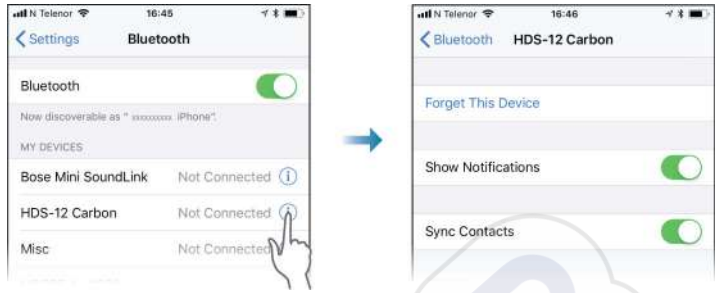 N Telenor 16:45
Settings Bluetooth
Bluetooth
Now discoverable as " xxxxxxxxx iPhone".
MY DEVICES
Bose Mini SoundLink Not Connected
HDS-12 Carbon Not Connected
Misc Not Connected
N Telenor 16:46
Bluetooth HDS-12 Carbon
Forget This Device
Show Notifications
Sync Contacts